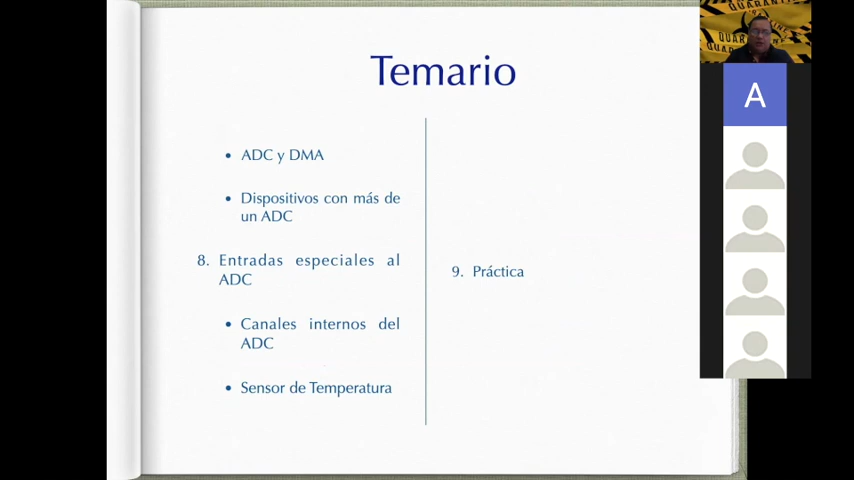 Temario
• ADC y DMA
• Dispositivos con más de
un ADC
8. Entradas especiales al
ADC
• Canales internos del
ADC
• Sensor de Temperatura
9. Práctica
QUARANTINE
A